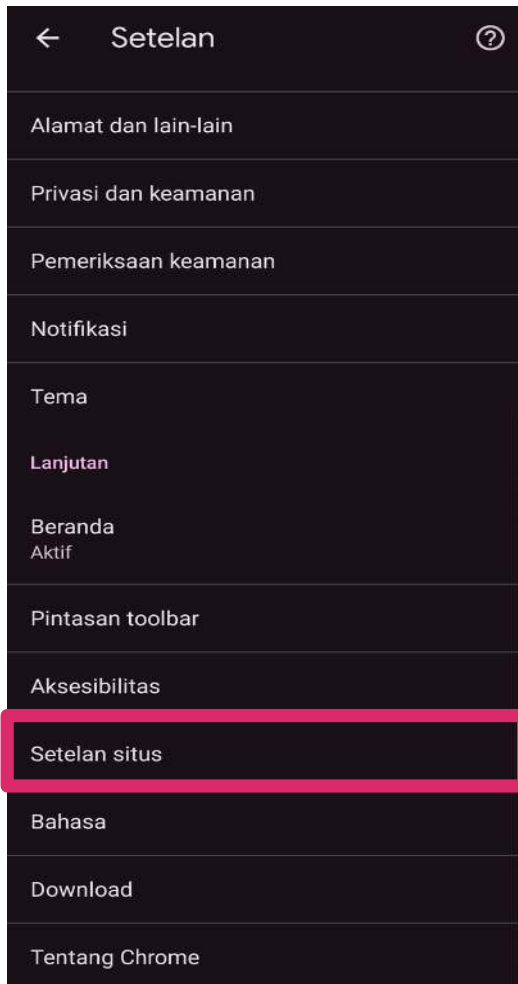 Setelan
Alamat dan lain-lain
Privasi dan keamanan
Pemeriksaan keamanan
Notifikasi
Tema
Lanjutan
Beranda
Aktif
Pintasan toolbar
Aksesibilitas
Setelan situs
Bahasa
Download
Tentang Chrome